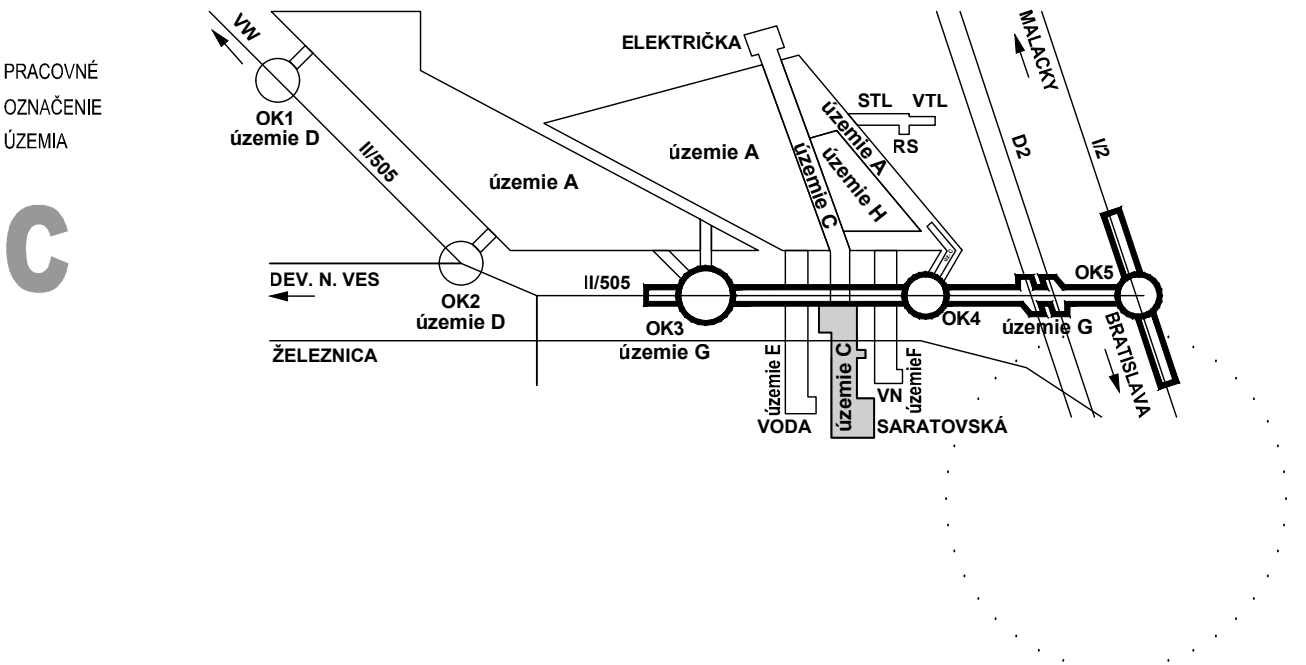 PRACOVNÉ
OZNAČENIE
ÚZEMIA
C
VW
OK1
územie D
II/505
ELEKTRIČKA
územie A
územie A
územie A
územie C
územie H
STL VTL
RS
MALACKY
D2
I/2
DEV. N. VES
OK2
územie D
II/505
OK3
územie G
OK4
územie G
OK5
BRATISLAVA
ŽELEZNICA
územie E
VODA
územie C
SARATOVSKÁ
VN
územieF